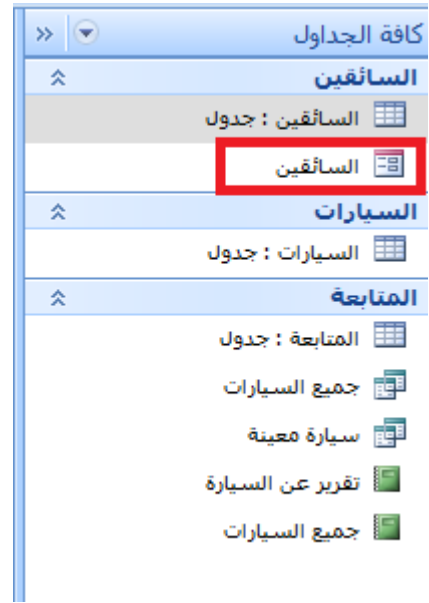 كافة الجداول
السائقين
السائقين : جدول
السائقين
السيارات
السيارات : جدول
المتابعة
المتابعة : جدول
جميع السيارات
سيارة معينة
تقرير عن السيارة
جميع السيارات